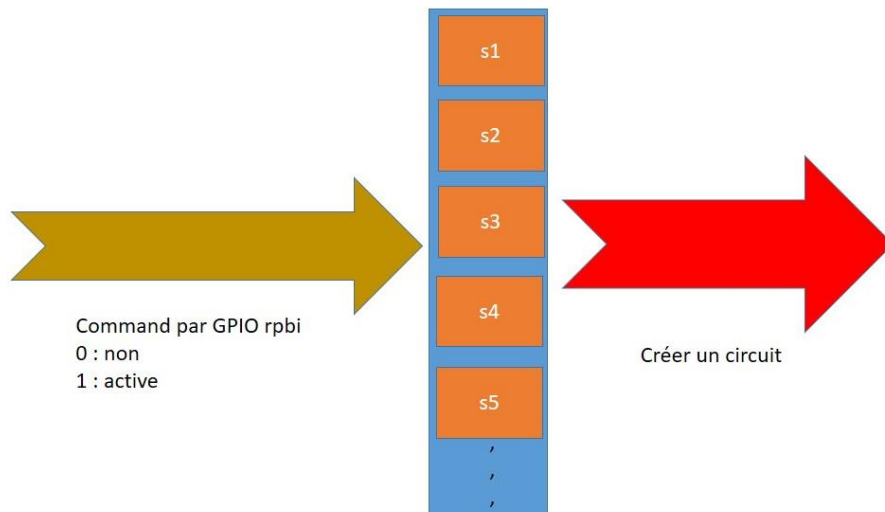 s1
s2
s3
s4
s5
,
,
,
Command par GPIO rpbi
0 : non
1 : active
Créer un circuit